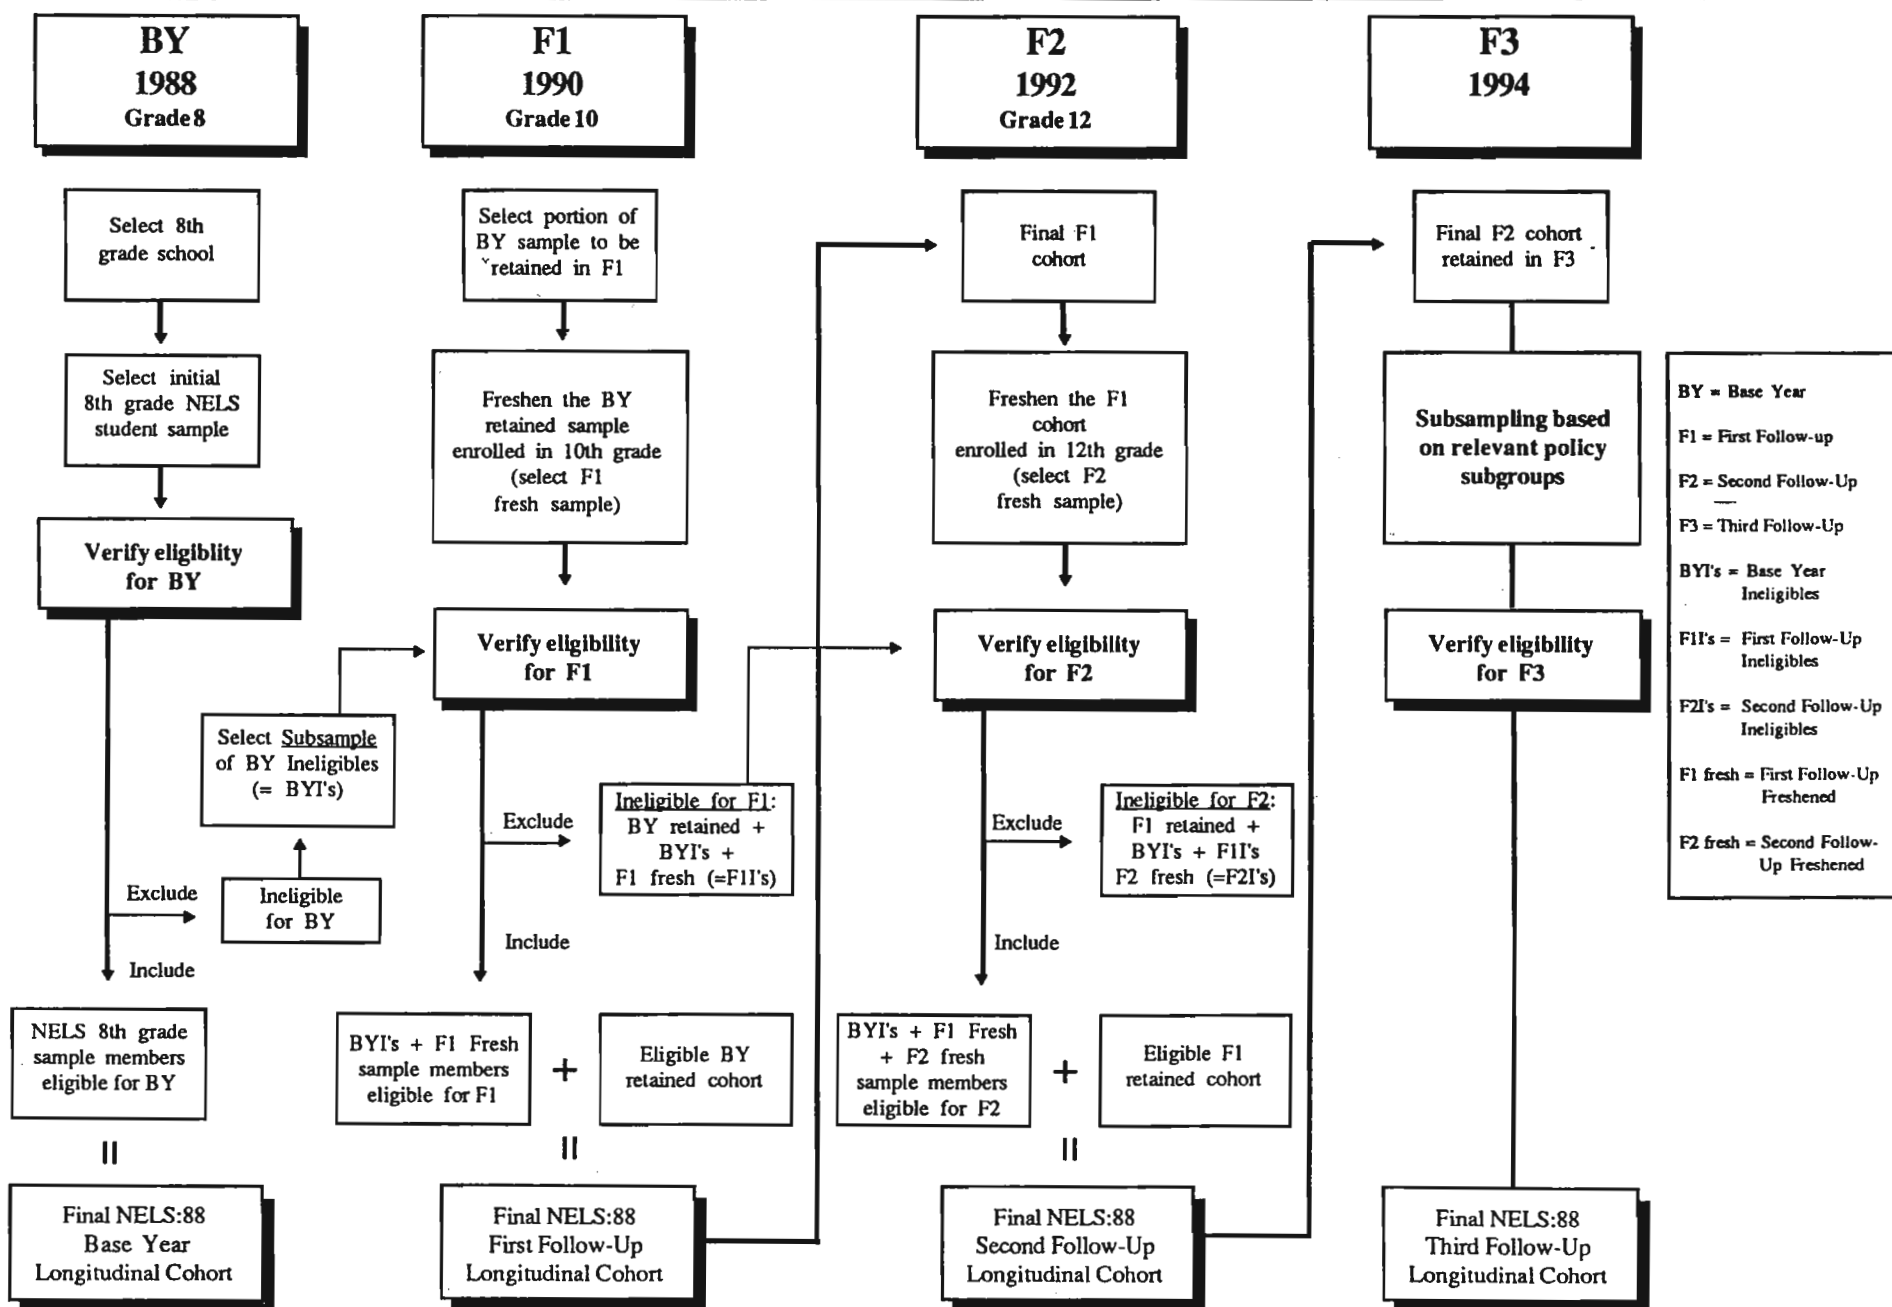 BY
1988
Grade 8
F1
1990
Grade 10
F2
1992
Grade 12
F3
1994
Select 8th
grade school
Select initial
8th grade NELS
student sample
Verify eligiblity
for BY
Exclude
Include
Ineligible
for BY
Select Subsample
of BY Ineligibles
(= BYI's)
NELS 8th grade
sample members
eligible for BY
=
Final NELS:88
Base Year
Longitudinal Cohort
Select portion of
BY sample to be
retained in F1
Freshen the BY
retained sample
enrolled in 10th grade
(select F1
fresh sample)
Verify eligibility
for F1
Exclude
Include
Ineligible for F1:
BY retained +
BYI's +
F1 fresh (=F1I's)
BYI's + F1 Fresh
sample members
eligible for F1
+
Eligible BY
retained cohort
=
Final NELS:88
First Follow-Up
Longitudinal Cohort
Final F1
cohort
Freshen the F1
cohort
enrolled in 12th grade
(select F2
fresh sample)
Verify eligibility
for F2
Exclude
Include
Ineligible for F2:
F1 retained +
BYI's + F1I's
F2 fresh (=F2I's)
BYI's + F1 Fresh
+ F2 fresh
sample members
eligible for F2
+
Eligible F1
retained cohort
=
Final NELS:88
Second Follow-Up
Longitudinal Cohort
Final F2 cohort
retained in F3
Subsampling based
on relevant policy
subgroups
Verify eligibility
for F3
Final NELS:88
Third Follow-Up
Longitudinal Cohort
BY = Base Year
F1 = First Follow-up
F2 = Second Follow-Up
F3 = Third Follow-Up
BYI's = Base Year
Ineligibles
F1I's = First Follow-Up
Ineligibles
F2I's = Second Follow-Up
Ineligibles
F1 fresh = First Follow-Up
Freshened
F2 fresh = Second Follow-
Up Freshened